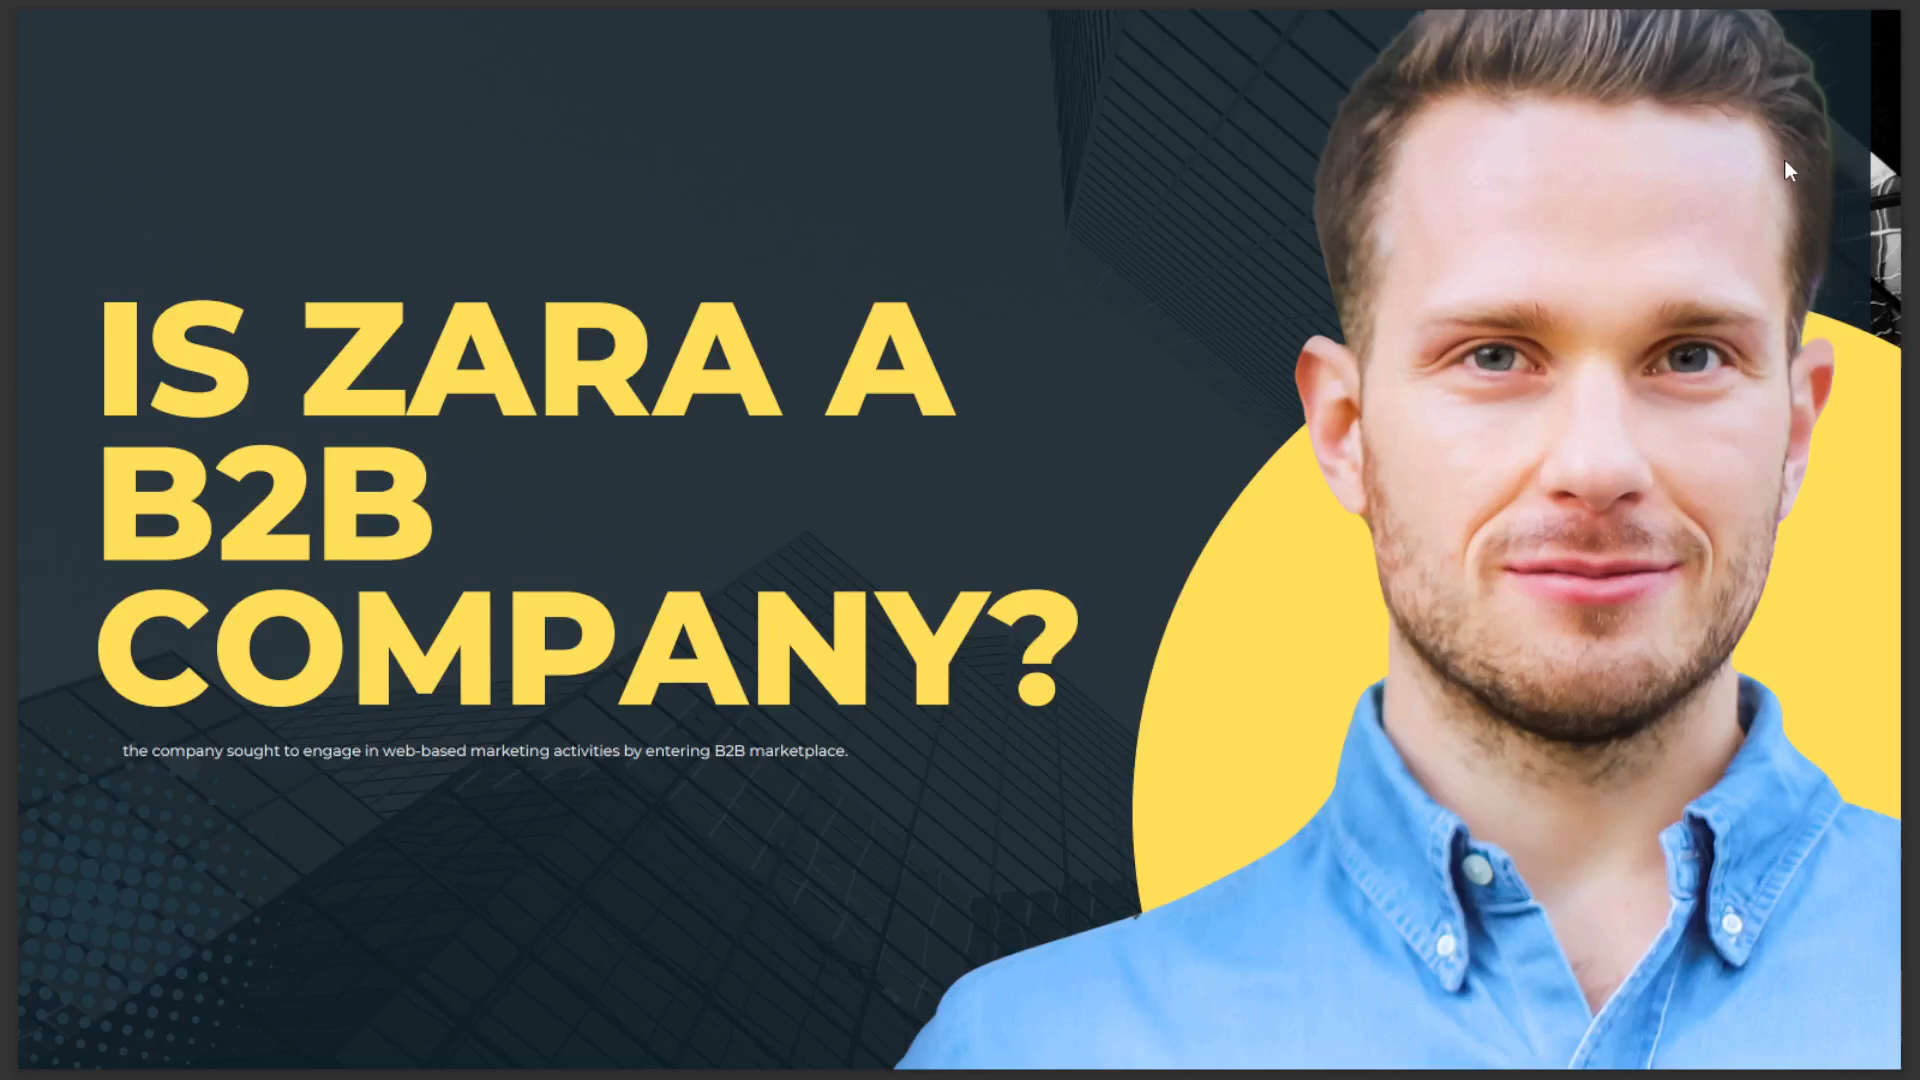 IS ZARA A
B2B
COMPANY?
the company sought to engage in web-based marketing activities by entering B2B marketplace.